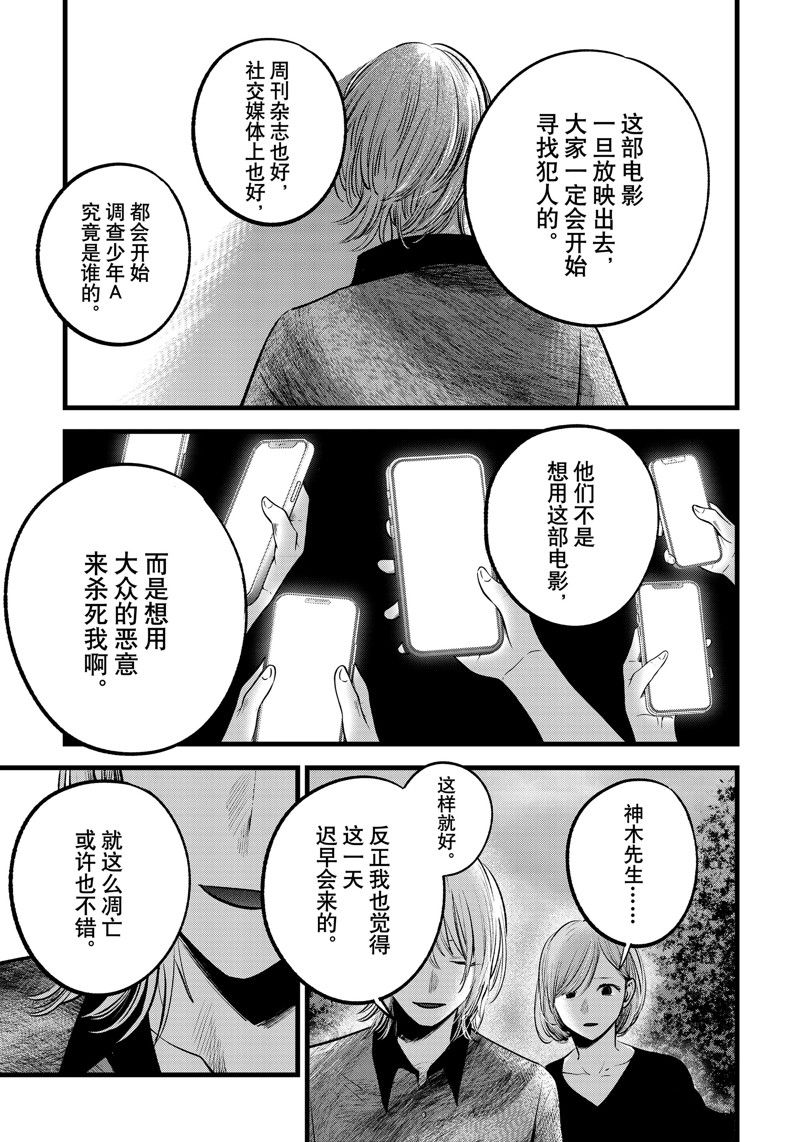 这部电影
一旦放映出去，
大家一定会开始
寻找犯人的。
周刊杂志也好，
社交媒体上也好，
都会开始
调查少年A
究竟是谁的。
他们不是
想用这部电影，
而是想用
大众的恶意
来杀死我啊。
神木先生……
这样就好。
反正我也觉得
这一天
迟早会来的。
就这么凋亡
或许也不错。